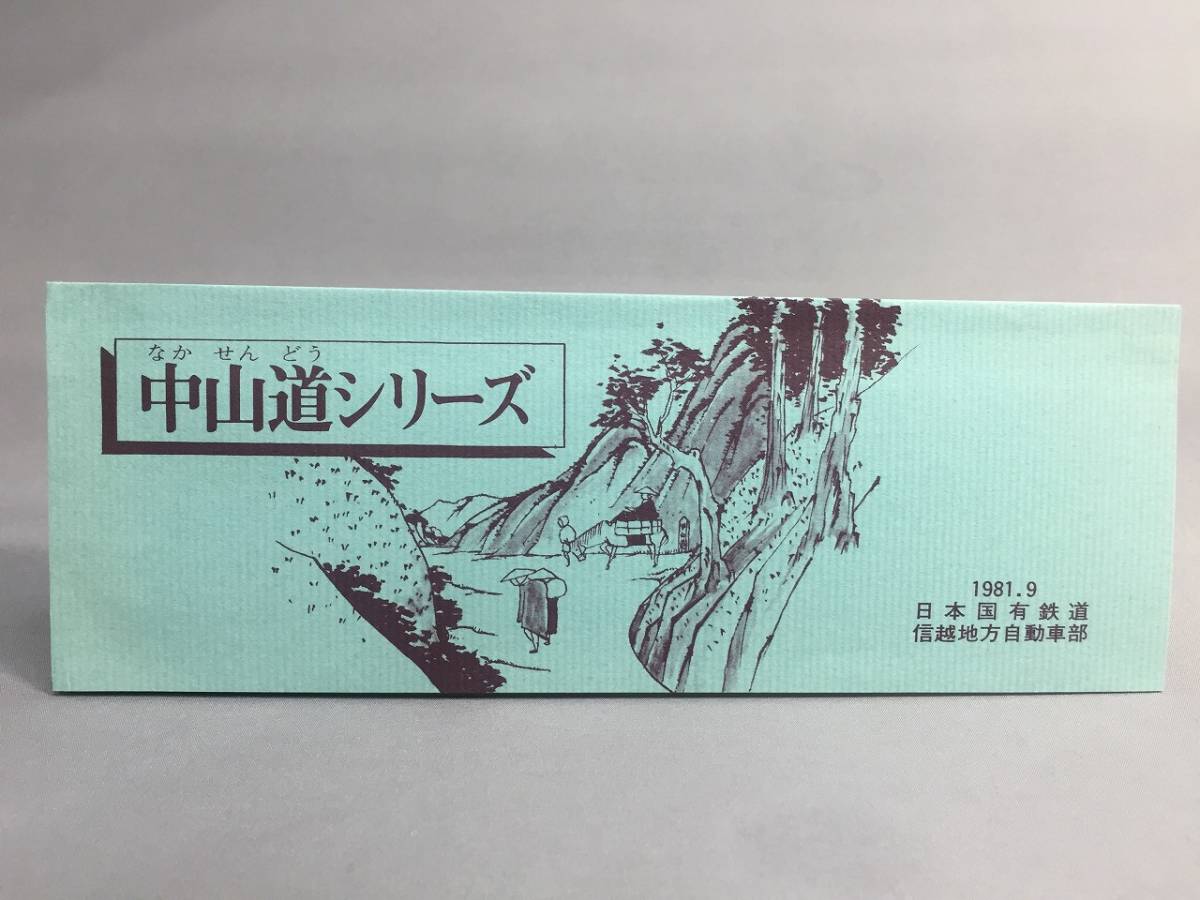 なかせんどう
中山道シリーズ
1981.9
日本国有鉄道
信越地方自動車部